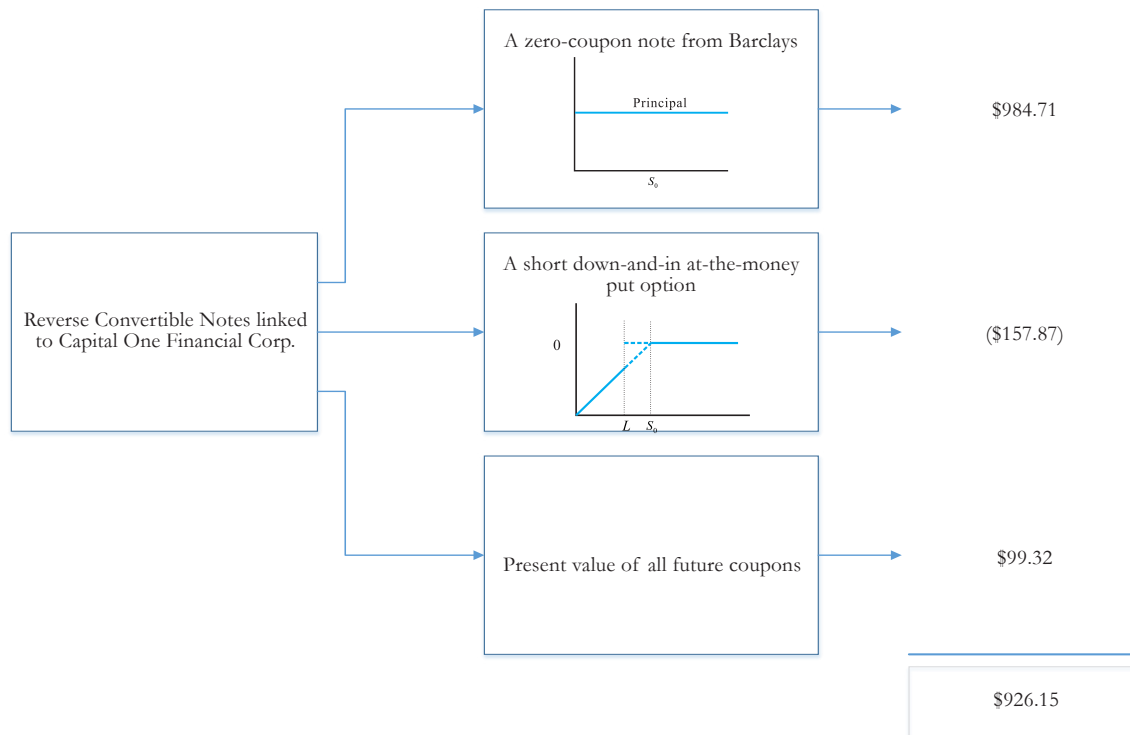 A zero-coupon note from Barclays
Principal
S₀
$984.71
Reverse Convertible Notes linked
to Capital One Financial Corp.
A short down-and-in at-the-money
put option
0
L S₀
($157.87)
Present value of all future coupons
$99.32
$926.15